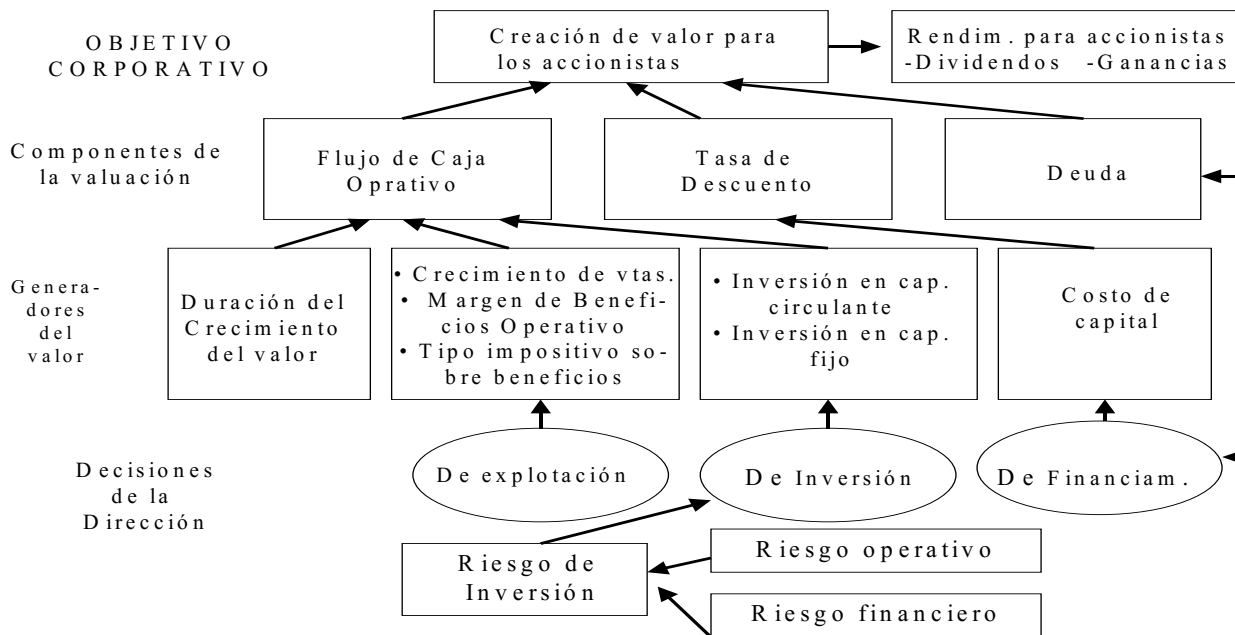 OBJETIVO
CORPORATIVO
Creación de valor para
los accionistas
Rendim. para accionistas
-Dividendos -Ganancias
Componentes de
la valuación
Flujo de Caja
Oprativo
Tasa de
Descuento
Deuda
Genera-
dores
del
valor
Duración del
Crecimiento
del valor
• Crecimiento de vtas.
• Margen de Benefi-
cios Operativo
• Tipo impositivo so-
bre beneficios
• Inversión en cap.
circulante
• Inversión en cap.
fijo
Costo de
capital
Decisiones
de la
Dirección
De explotación
De Inversión
De Financiam.
Riesgo de
Inversión
Riesgo operativo
Riesgo financiero